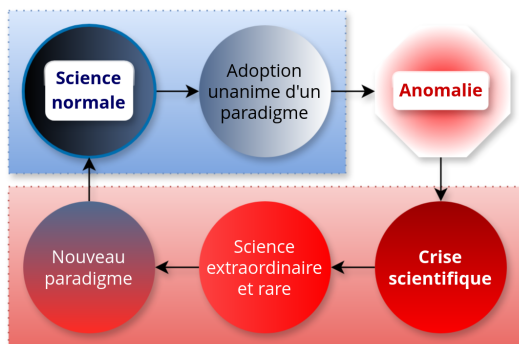 Science
normale
Adoption
unanime d'un
paradigme
Anomalie
Crise
scientifique
Science
extraordinaire
et rare
Nouveau
paradigme